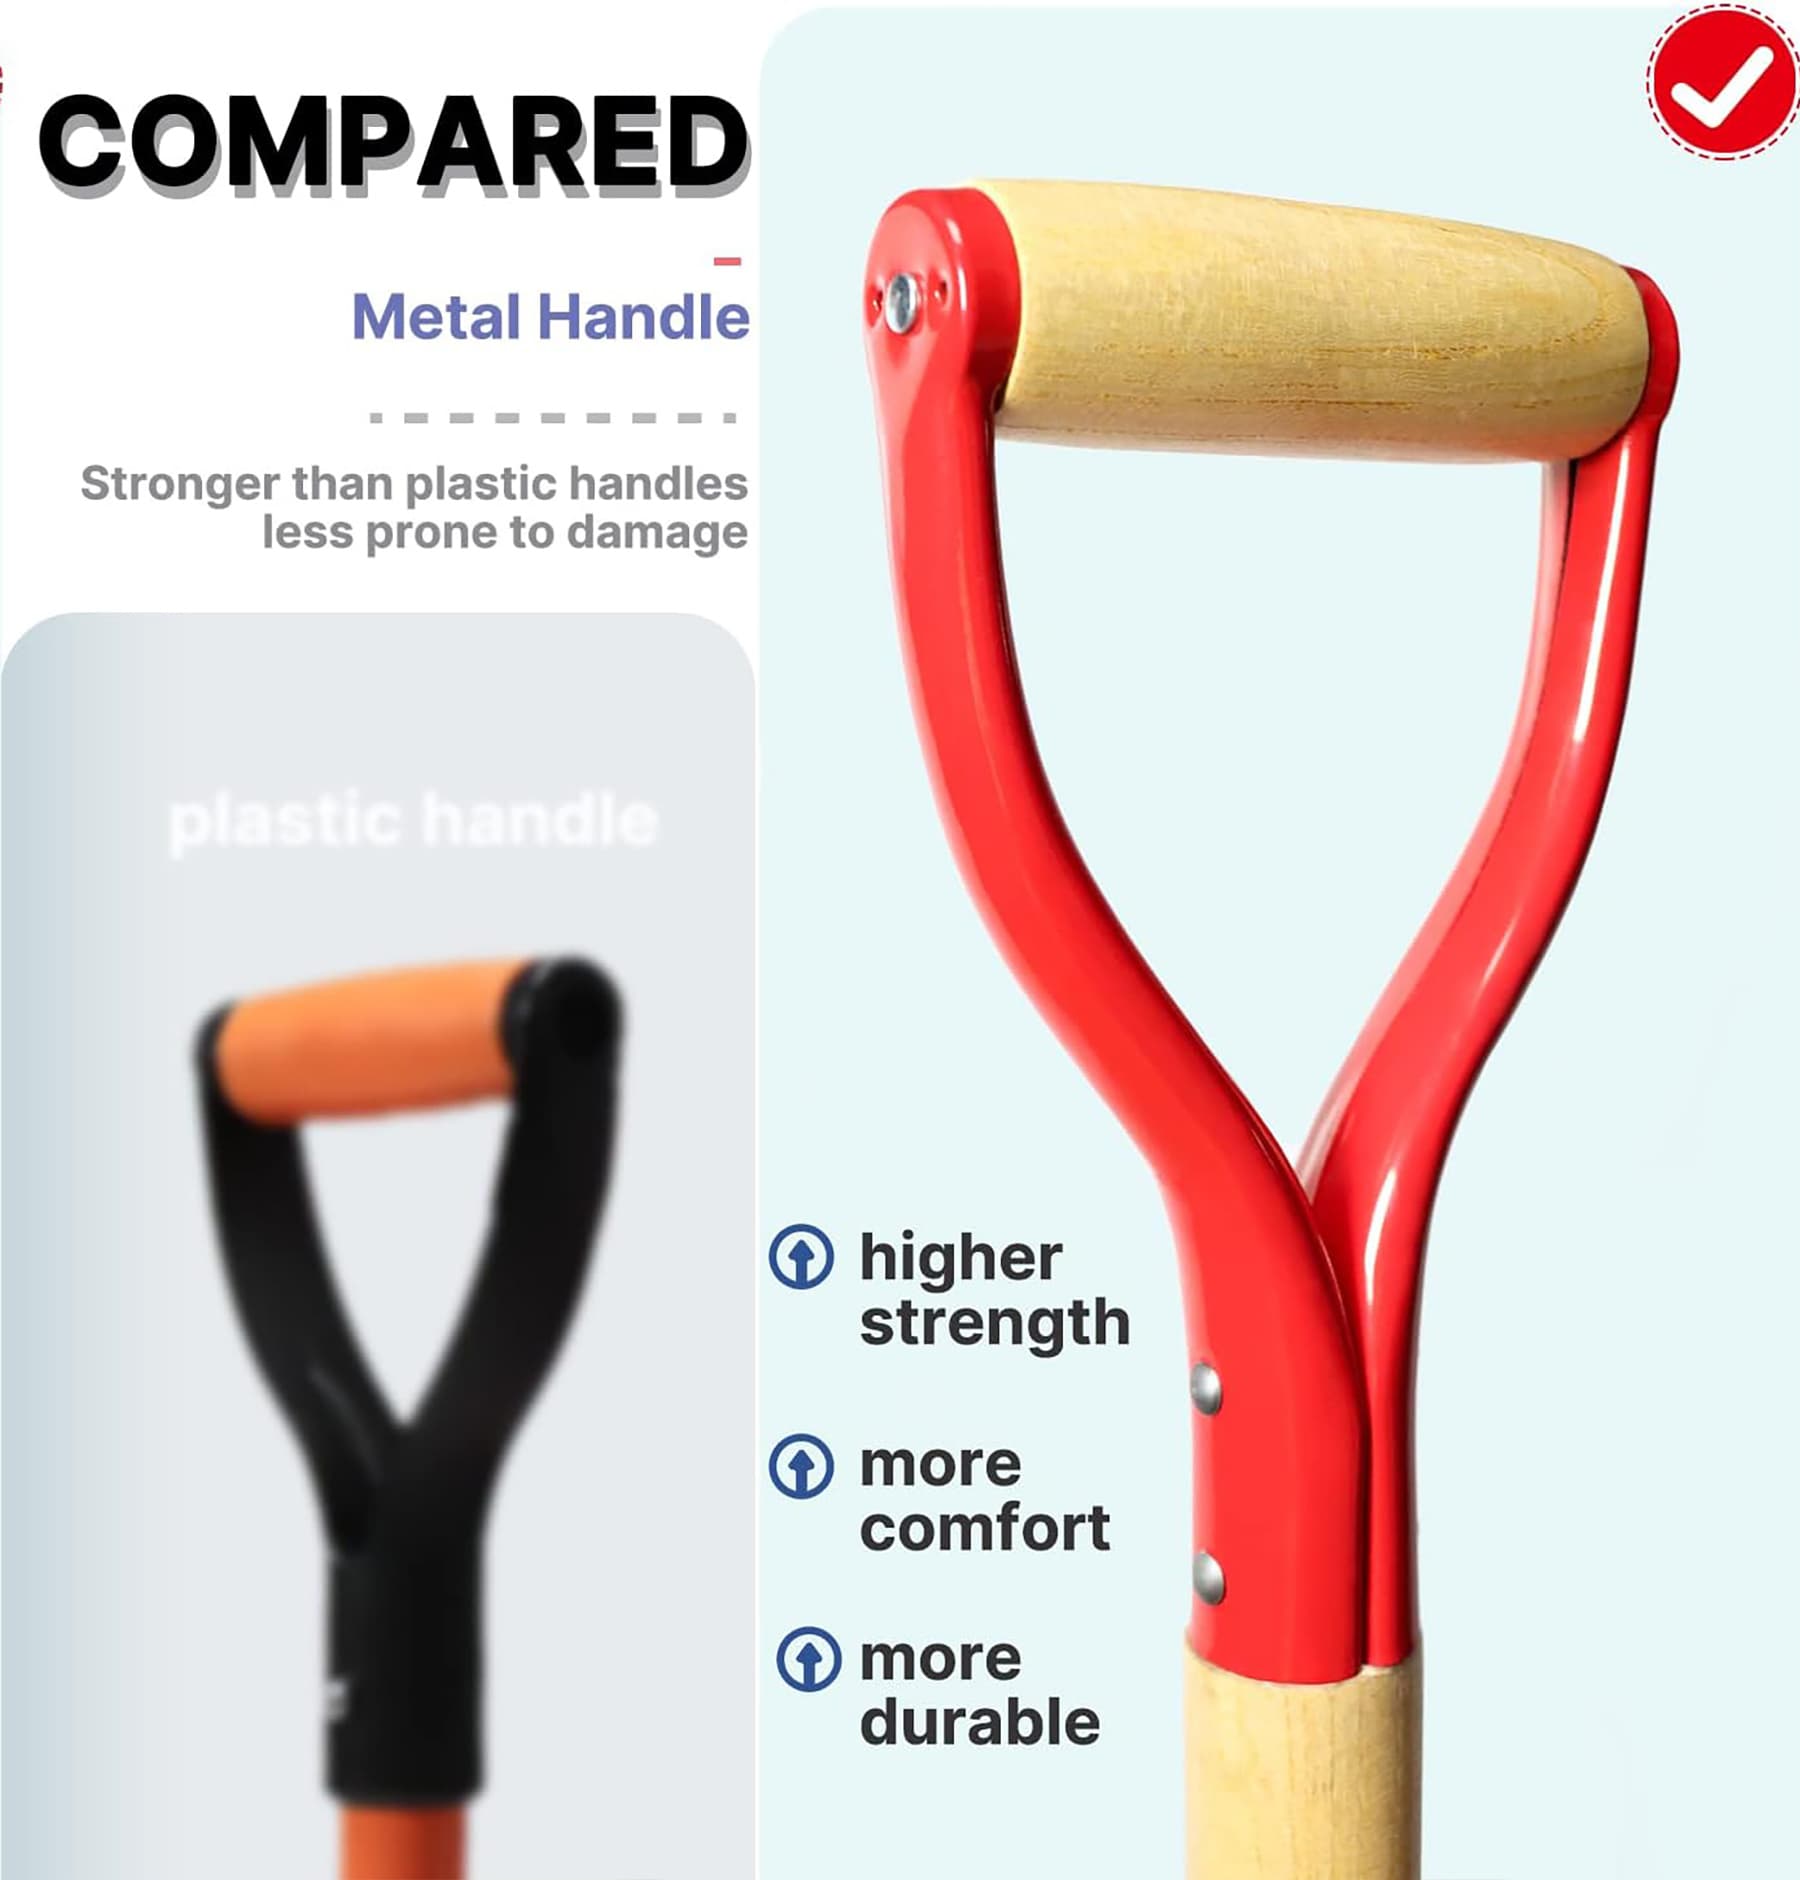 COMPARED
Metal Handle
Stronger than plastic handles
less prone to damage
plastic handle
higher
strength
more
comfort
more
durable